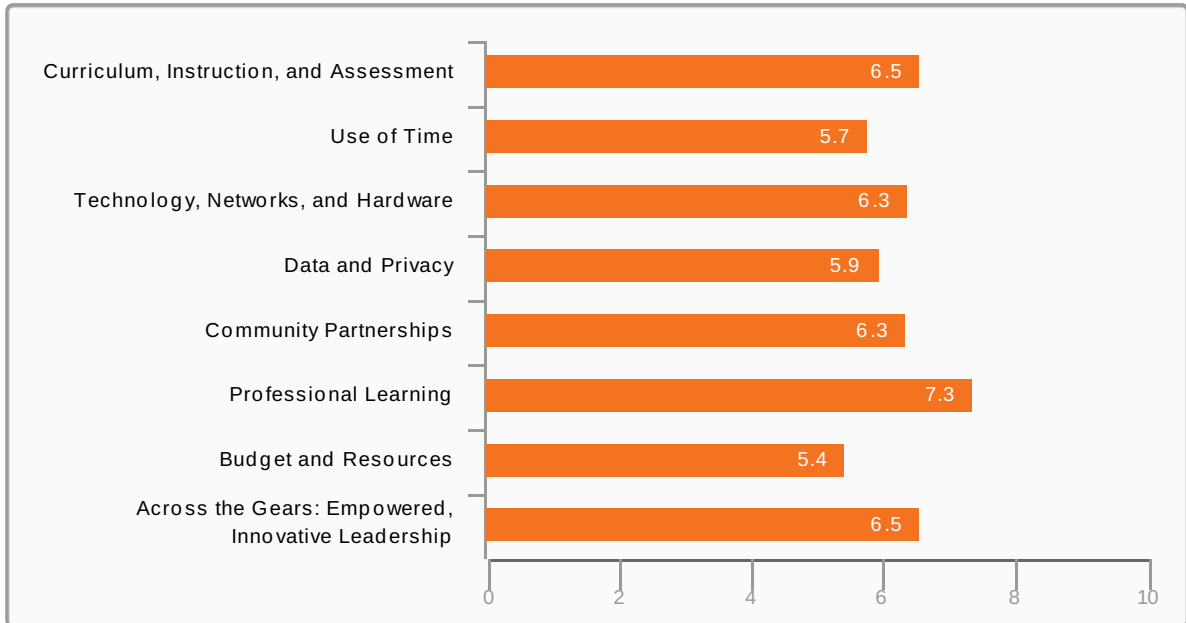 Curriculum, Instruction, and Assessment 6.5
Use of Time 5.7
Technology, Networks, and Hardware 6.3
Data and Privacy 5.9
Community Partnerships 6.3
Professional Learning 7.3
Budget and Resources 5.4
Across the Gears: Empowered,
Innovative Leadership 6.5
0 2 4 6 8 10